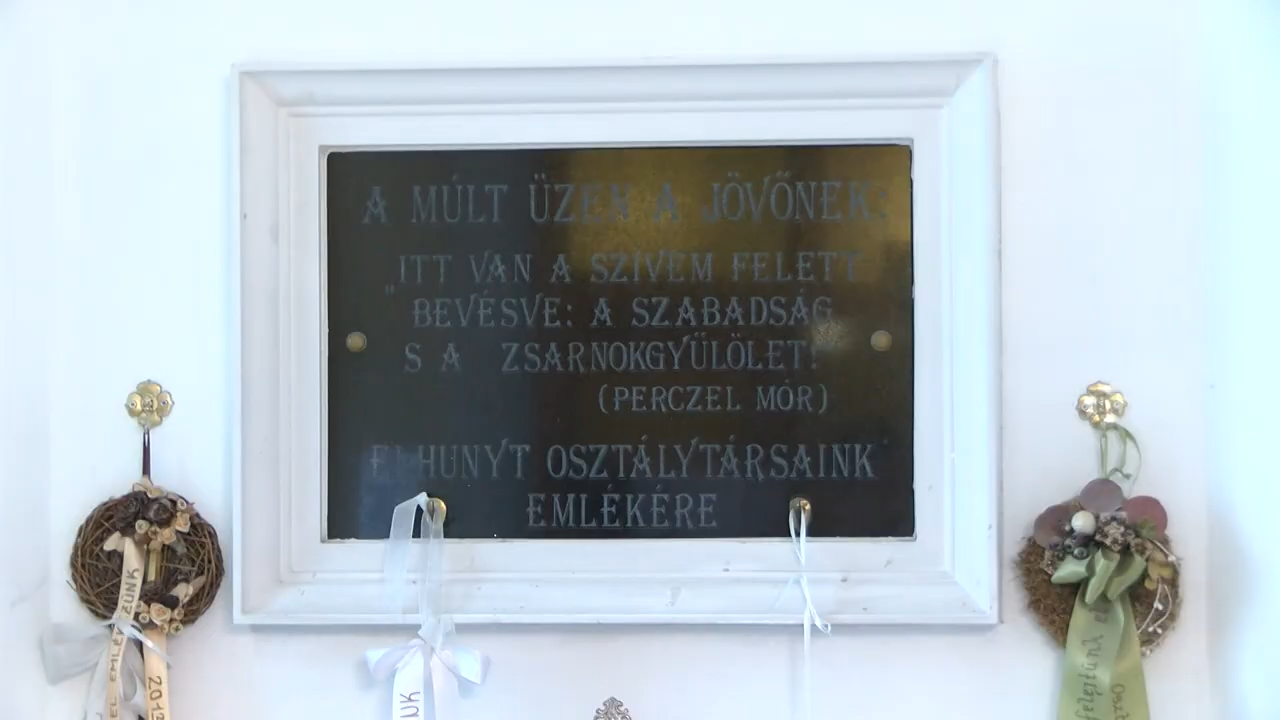 A MÚLT ÜZEN A JÖVŐNEK:
„ITT VAN A SZÍVEM FELETT
BEVÉSVE: A SZABADSÁG
S A ZSARNOKGYŰLÖLET!"
(PERCZEL MÓR)
ELHUNYT OSZTÁLYTÁRSAINK
EMLÉKÉRE